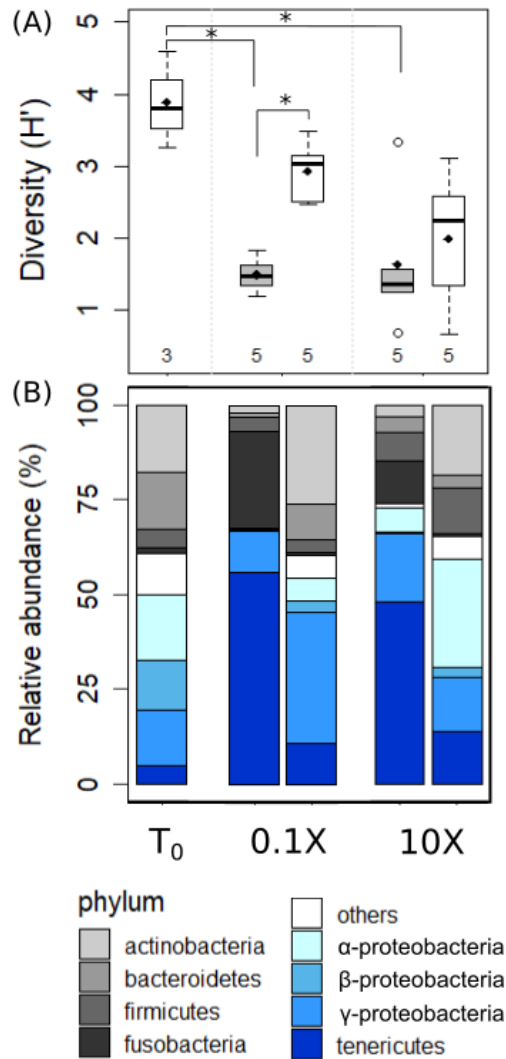 (A)
Diversity (H')
5
4
3
2
1
*
*
*
3
5
5
5
5
(B)
Relative abundance (%)
100
75
50
25
0
T₀
0.1X
10X
phylum
actinobacteria
bacteroidetes
firmicutes
fusobacteria
others
α-proteobacteria
β-proteobacteria
γ-proteobacteria
tenericutes